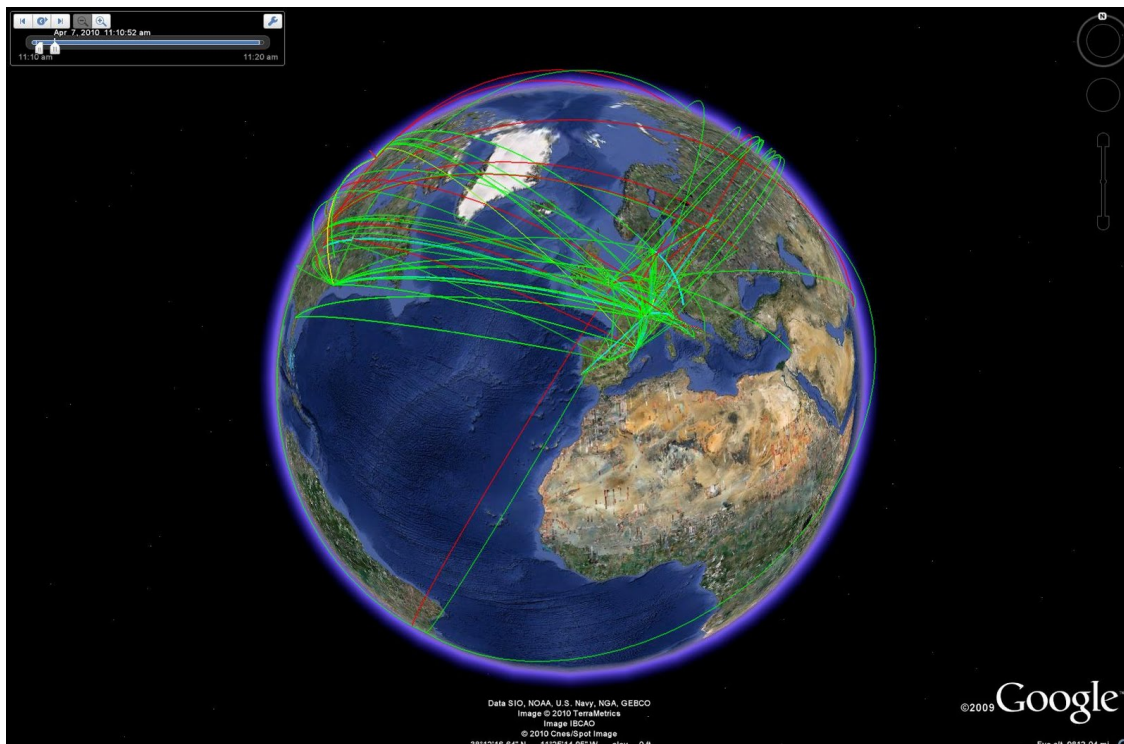 Apr 7, 2010 11:10:52 am
11:10 am
11:20 am
N
Data SIO, NOAA, U.S. Navy, NGA, GEBCO
Image © 2010 TerraMetrics
Image IBCAO
© 2010 Cnes/Spot Image
©2009 Google